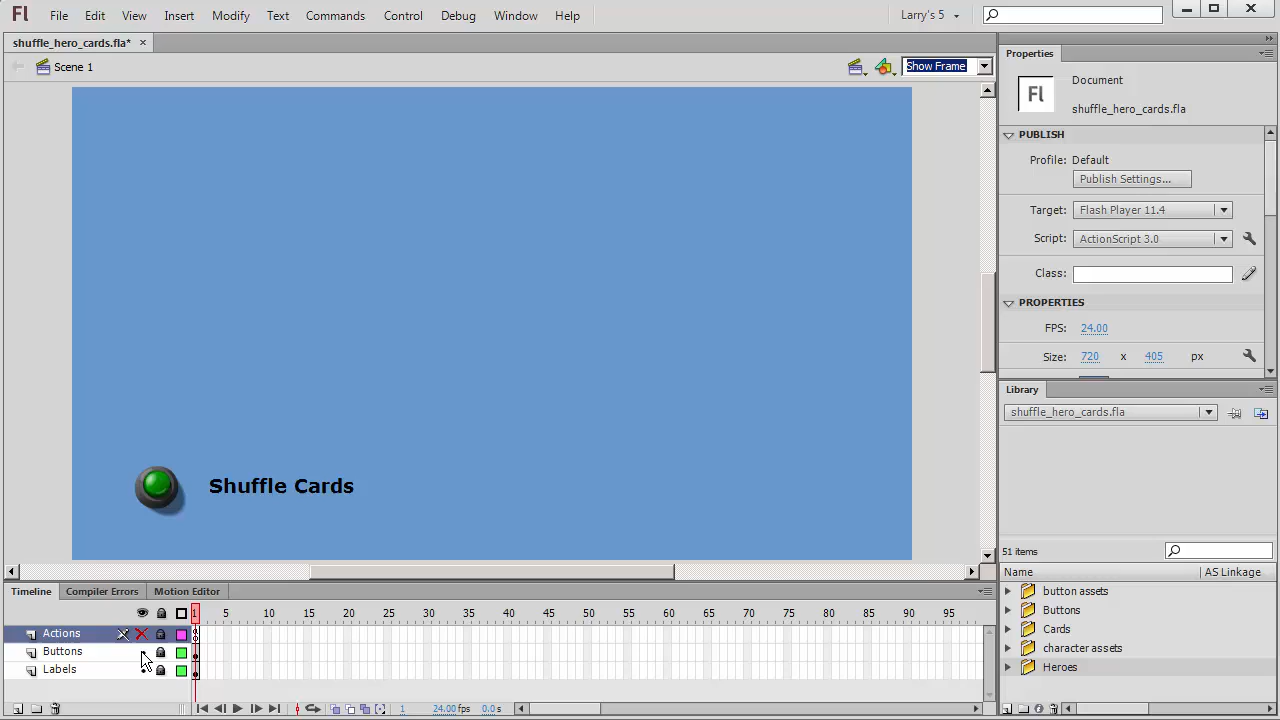 Fl File Edit View Insert Modify Text Commands Control Debug Window Help Larry's 5
shuffle_hero_cards.fla*
Scene 1 Show Frame
Shuffle Cards
Properties
Fl Document
shuffle_hero_cards.fla
PUBLISH
Profile: Default
Publish Settings...
Target: Flash Player 11.4
Script: ActionScript 3.0
Class:
PROPERTIES
FPS: 24.00
Size: 720 x 405 px
Library
shuffle_hero_cards.fla
51 items
Name AS Linkage
button assets
Buttons
Cards
character assets
Heroes
Timeline Compiler Errors Motion Editor
1 5 10 15 20 25 30 35 40 45 50 55 60 65 70 75 80 85 90 95
Actions
Buttons
Labels
1 24.00 fps 0.0 s